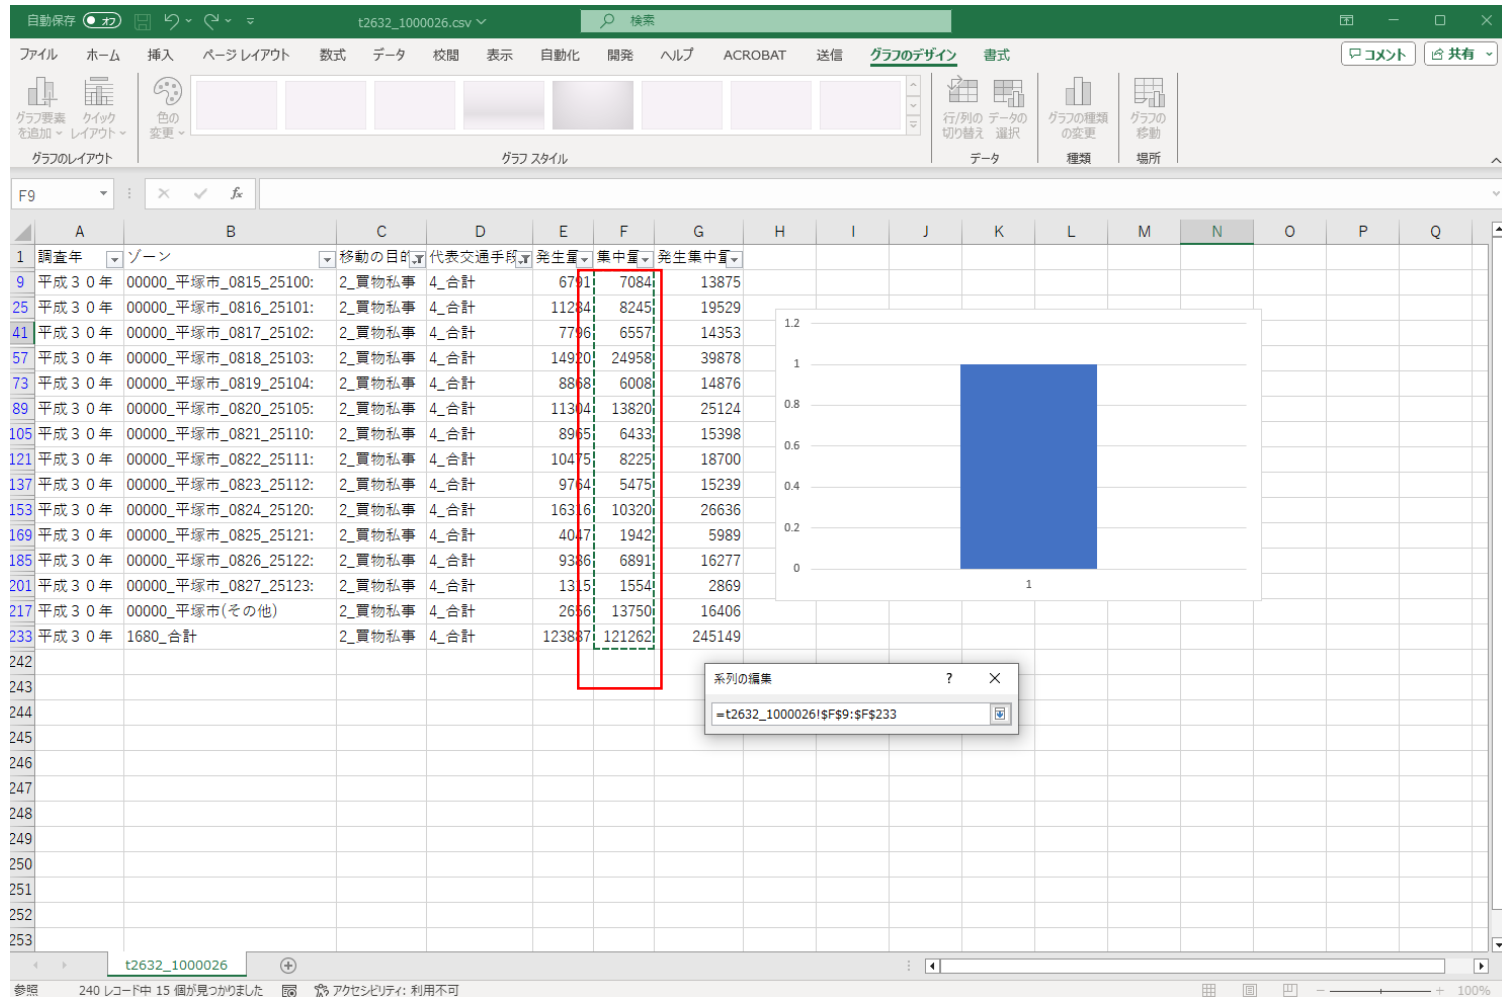 自動保存 オフ t2632_1000026.csv 検索
ファイル ホーム 挿入 ページ レイアウト 数式 データ 校閲 表示 自動化 開発 ヘルプ ACROBAT 送信 グラフのデザイン 書式 コメント 共有
グラフ要素を追加 クイックレイアウト 色の変更 行/列の切り替え データの選択 グラフの種類の変更 グラフの移動
グラフのレイアウト グラフ スタイル データ 種類 場所
F9 fx
A B C D E F G H I J K L M N O P Q
1 調査年 ゾーン 移動の目的 代表交通手段 発生量 集中量 発生集中量
9 平成30年 00000_平塚市_0815_25100: 2_買物私事 4_合計 6791 7084 13875
25 平成30年 00000_平塚市_0816_25101: 2_買物私事 4_合計 11284 8245 19529
41 平成30年 00000_平塚市_0817_25102: 2_買物私事 4_合計 7796 6557 14353
57 平成30年 00000_平塚市_0818_25103: 2_買物私事 4_合計 14920 24958 39878
73 平成30年 00000_平塚市_0819_25104: 2_買物私事 4_合計 8868 6008 14876
89 平成30年 00000_平塚市_0820_25105: 2_買物私事 4_合計 11304 13820 25124
105 平成30年 00000_平塚市_0821_25110: 2_買物私事 4_合計 8965 6433 15398
121 平成30年 00000_平塚市_0822_25111: 2_買物私事 4_合計 10475 8225 18700
137 平成30年 00000_平塚市_0823_25112: 2_買物私事 4_合計 9764 5475 15239
153 平成30年 00000_平塚市_0824_25120: 2_買物私事 4_合計 16316 10320 26636
169 平成30年 00000_平塚市_0825_25121: 2_買物私事 4_合計 4047 1942 5989
185 平成30年 00000_平塚市_0826_25122: 2_買物私事 4_合計 9386 6891 16277
201 平成30年 00000_平塚市_0827_25123: 2_買物私事 4_合計 1315 1554 2869
217 平成30年 00000_平塚市(その他) 2_買物私事 4_合計 2656 13750 16406
233 平成30年 1680_合計 2_買物私事 4_合計 123887 121262 245149
242
243
244
245
246
247
248
249
250
251
252
253
1.2
1
0.8
0.6
0.4
0.2
0
1
系列の編集 ? ×
=t2632_1000026!$F$9:$F$233
t2632_1000026
参照 240 レコード中 15 個が見つかりました アクセシビリティ: 利用不可 100%